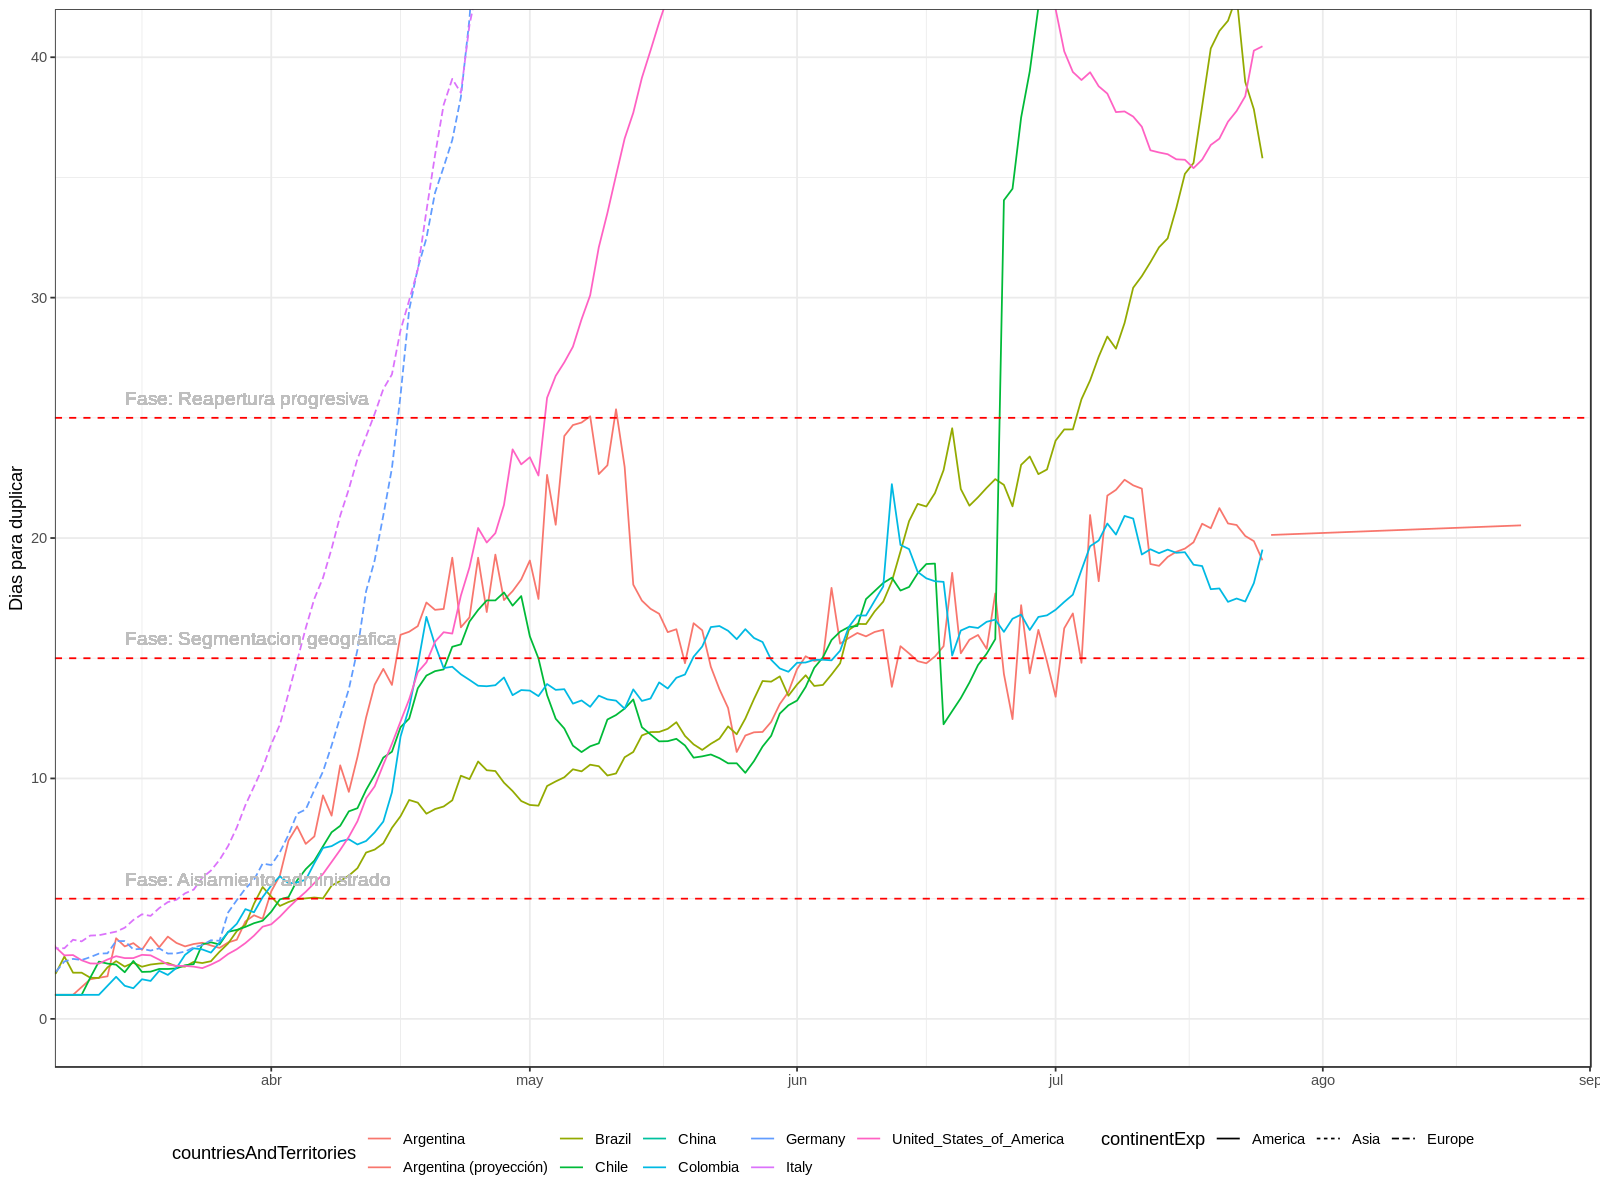 40
30
20
10
0
Dias para duplicar
Fase: Reapertura progresiva
Fase: Segmentacion geografica
Fase: Aislamiento administrado
abr
may
jun
jul
ago
sep
countriesAndTerritories
Argentina
Argentina (proyección)
Brazil
Chile
China
Colombia
Germany
Italy
United_States_of_America
continentExp
America
Asia
Europe